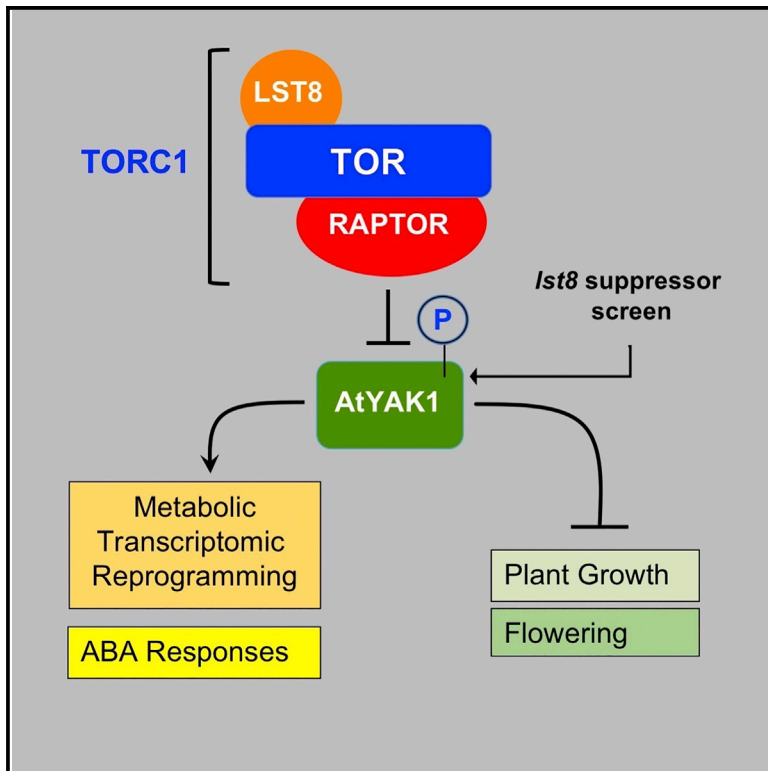 LST8
TORC1
TOR
RAPTOR
lst8 suppressor
screen
P
AtYAK1
Metabolic
Transcriptomic
Reprogramming
ABA Responses
Plant Growth
Flowering